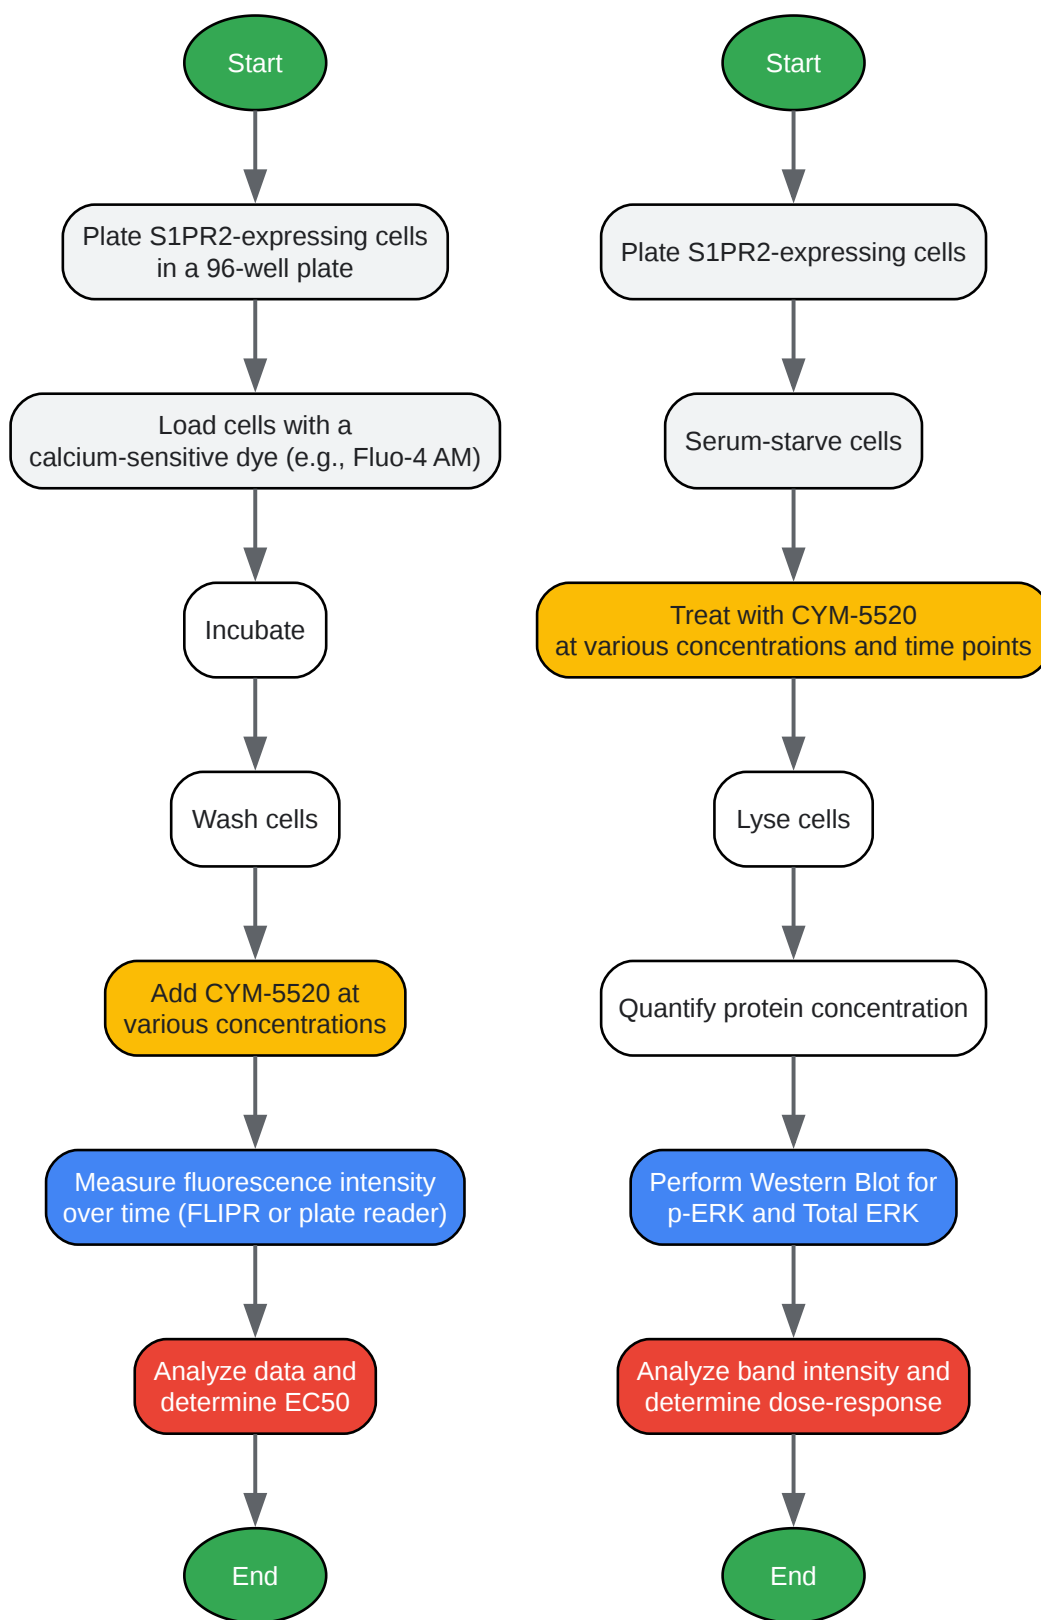 Start
Plate S1PR2-expressing cells
in a 96-well plate
Load cells with a
calcium-sensitive dye (e.g., Fluo-4 AM)
Incubate
Wash cells
Add CYM-5520 at
various concentrations
Measure fluorescence intensity
over time (FLIPR or plate reader)
Analyze data and
determine EC50
End
Start
Plate S1PR2-expressing cells
Serum-starve cells
Treat with CYM-5520
at various concentrations and time points
Lyse cells
Quantify protein concentration
Perform Western Blot for
p-ERK and Total ERK
Analyze band intensity and
determine dose-response
End